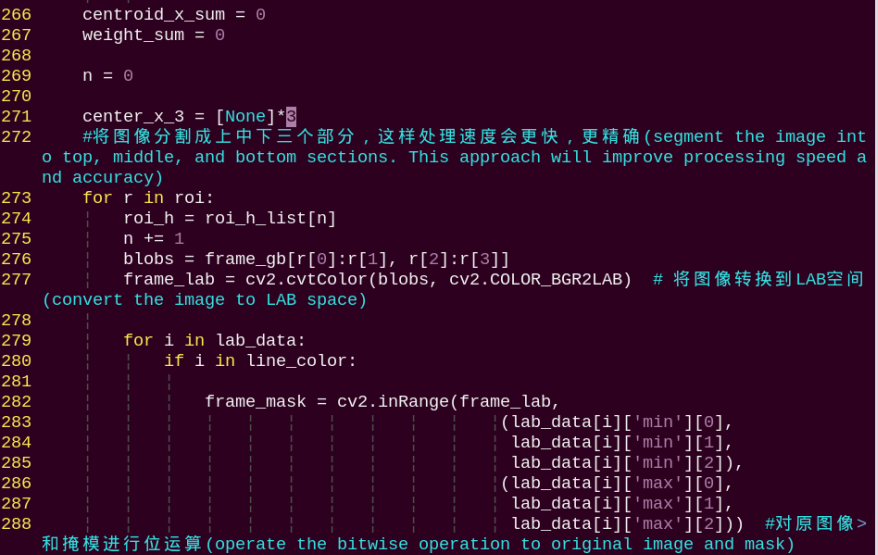 266     centroid_x_sum = 0
267     weight_sum = 0
268
269     n = 0
270
271     center_x_3 = [None]*3
272     #将图像分割成上中下三个部分，这样处理速度会更快，更精确(segment the image int
o top, middle, and bottom sections. This approach will improve processing speed a
nd accuracy)
273     for r in roi:
274         roi_h = roi_h_list[n]
275         n += 1
276         blobs = frame_gb[r[0]:r[1], r[2]:r[3]]
277         frame_lab = cv2.cvtColor(blobs, cv2.COLOR_BGR2LAB)  # 将图像转换到LAB空间
(convert the image to LAB space)
278
279         for i in lab_data:
280             if i in line_color:
281
282                 frame_mask = cv2.inRange(frame_lab,
283                                              (lab_data[i]['min'][0],
284                                               lab_data[i]['min'][1],
285                                               lab_data[i]['min'][2]),
286                                              (lab_data[i]['max'][0],
287                                               lab_data[i]['max'][1],
288                                               lab_data[i]['max'][2]))  #对原图像>
和掩模进行位运算(operate the bitwise operation to original image and mask)